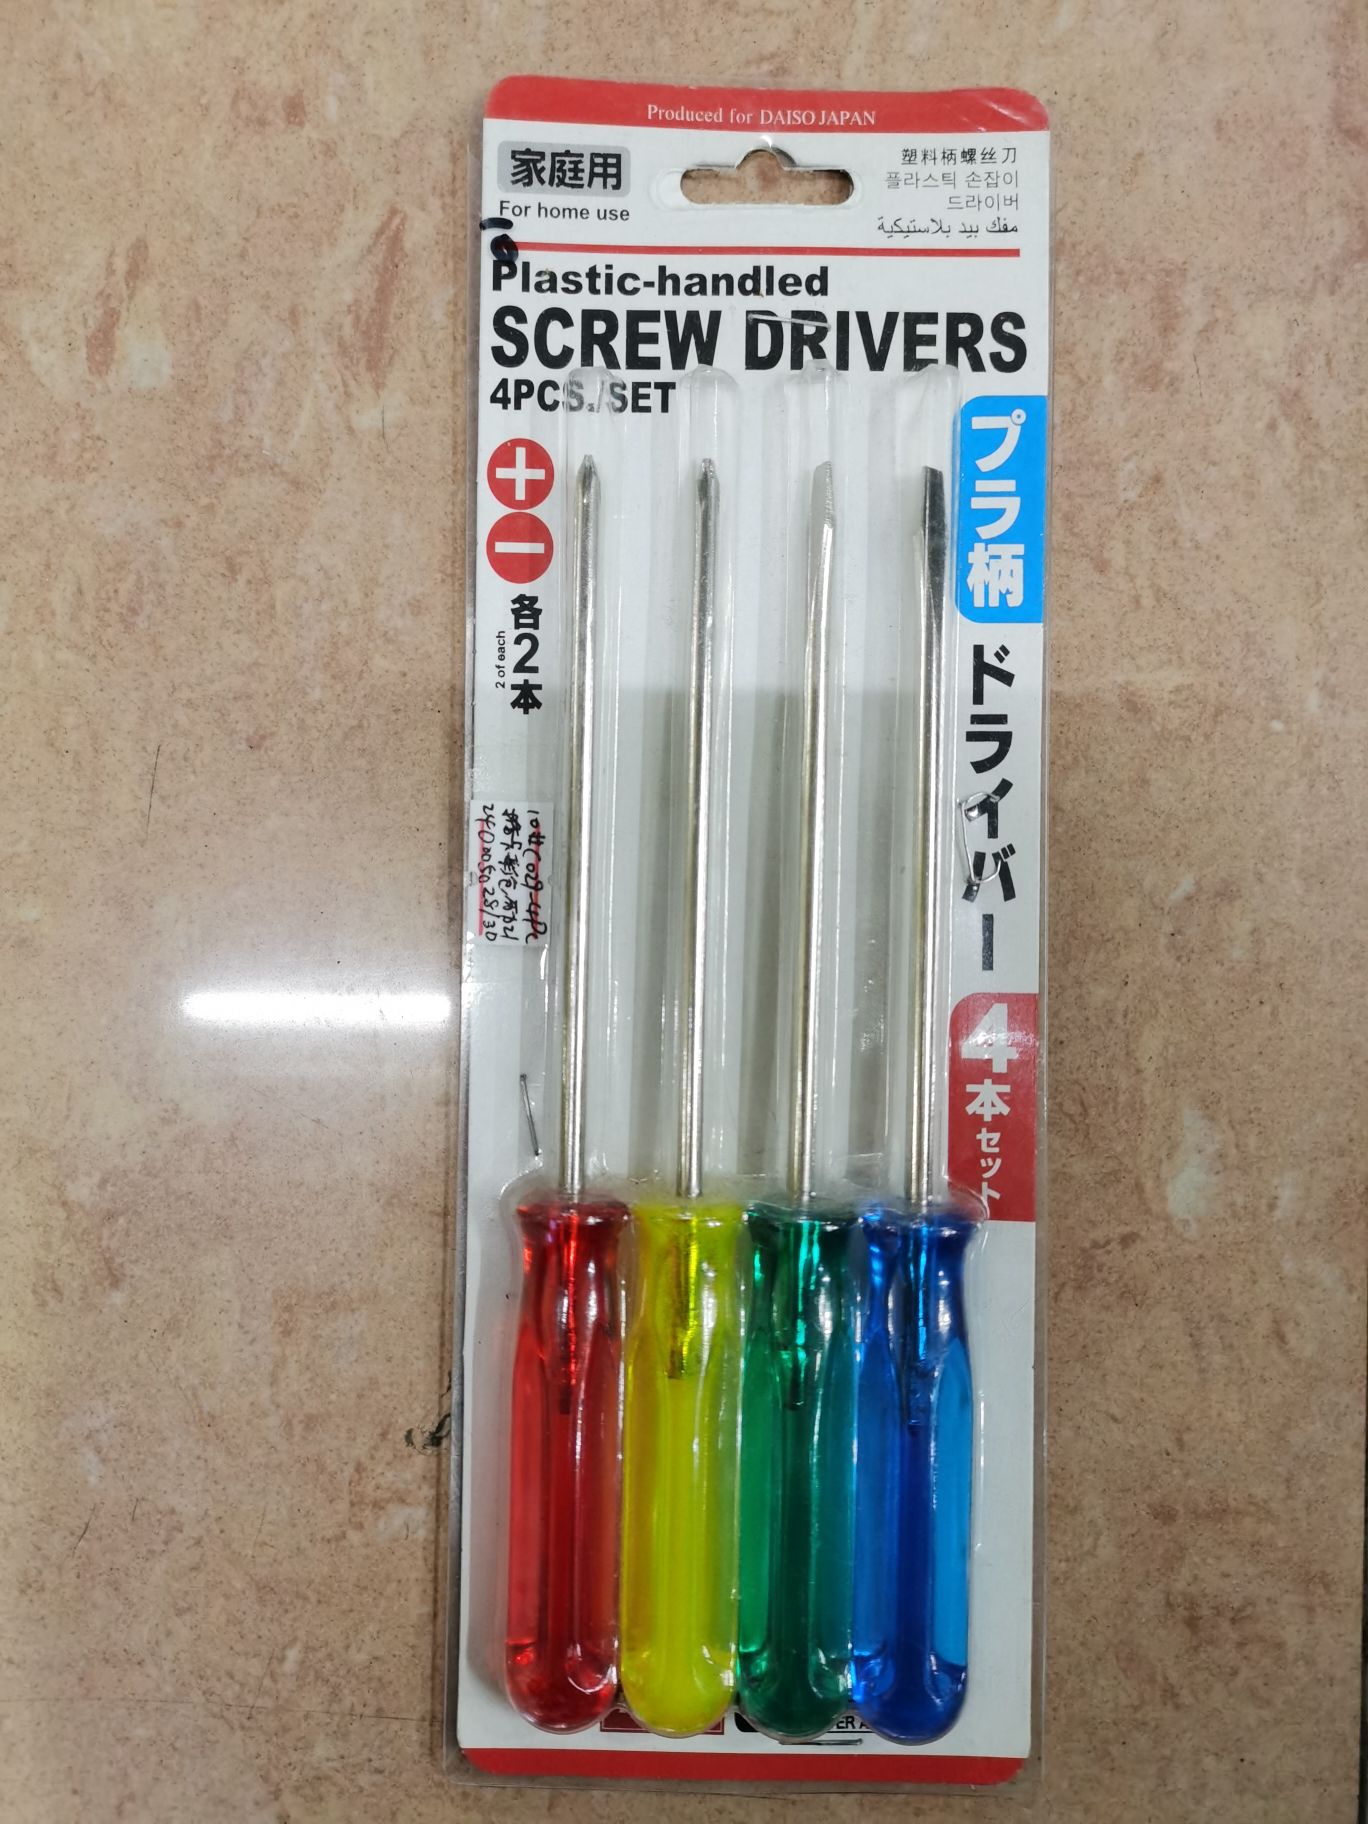 Produced for DAISO JAPAN
家庭用
For home use
塑料柄螺丝刀
플라스틱 손잡이
드라이버
مفك بيد بلاستيكية
Plastic-handled
SCREW DRIVERS
4PCS./SET
各2本
2 of each
プラ柄
ドライバー
4本セット